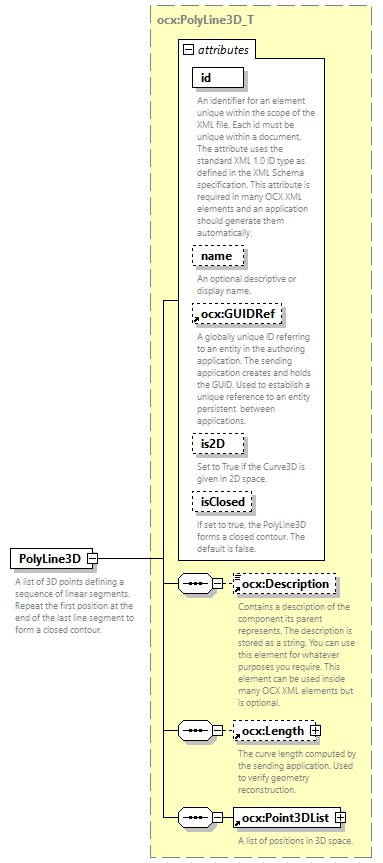 ocx:PolyLine3D_T
attributes
id
An identifier for an element
unique within the scope of the
XML file. Each id must be
unique within a document.
The attribute uses the
standard XML 1.0 ID type as
defined in the XML Schema
specification. This attribute is
required in many OCX XML
elements and an application
should generate them
automatically.
name
An optional descriptive or
display name.
ocx:GUIDRef
A globally unique ID referring
to an entity in the authoring
application. The sending
application creates and holds
the GUID. Used to establish a
unique reference to an entity
persistent between
applications.
is2D
Set to True if the Curve3D is
given in 2D space.
isClosed
If set to true, the PolyLine3D
forms a closed contour. The
default is false.
PolyLine3D
A list of 3D points defining a
sequence of linear segments.
Repeat the first position at the
end of the last line segment to
form a closed contour.
ocx:Description
Contains a description of the
component its parent
represents. The description is
stored as a string. You can use
this element for whatever
purposes you require. This
element can be used inside
many OCX XML elements but
is optional.
ocx:Length
The curve length computed by
the sending application. Used
to verify geometry
reconstruction.
ocx:Point3DList
A list of positions in 3D space.